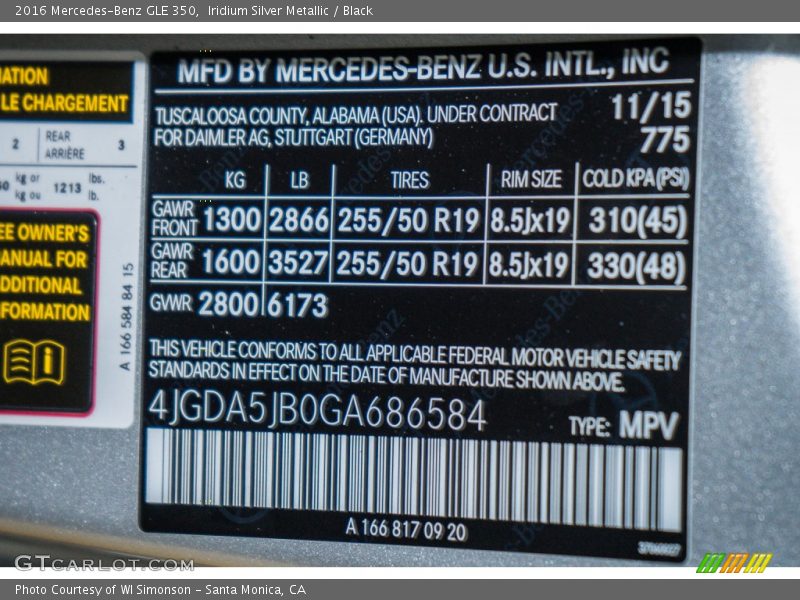 2016 Mercedes-Benz GLE 350,  Iridium Silver Metallic / Black
LE CHARGEMENT
2 REAR ARRIÈRE 3
kg or 1213 lbs.
kg ou lb.
OWNER'S
FOR
A 166 584 84 15
MFD BY MERCEDES-BENZ U.S. INTL., INC
TUSCALOOSA COUNTY, ALABAMA (USA). UNDER CONTRACT 11/15
FOR DAIMLER AG, STUTTGART (GERMANY) 775
KG LB TIRES RIM SIZE COLD KPA(PSI)
GAWR FRONT 1300 2866 255/50 R19 8.5Jx19 310(45)
GAWR REAR 1600 3527 255/50 R19 8.5Jx19 330(48)
GVWR 2800 6173
THIS VEHICLE CONFORMS TO ALL APPLICABLE FEDERAL MOTOR VEHICLE SAFETY
STANDARDS IN EFFECT ON THE DATE OF MANUFACTURE SHOWN ABOVE.
4JGDA5JB0GA686584 TYPE: MPV
A 166 817 09 20
GTcarlot.com
Photo Courtesy of WI Simonson - Santa Monica, CA